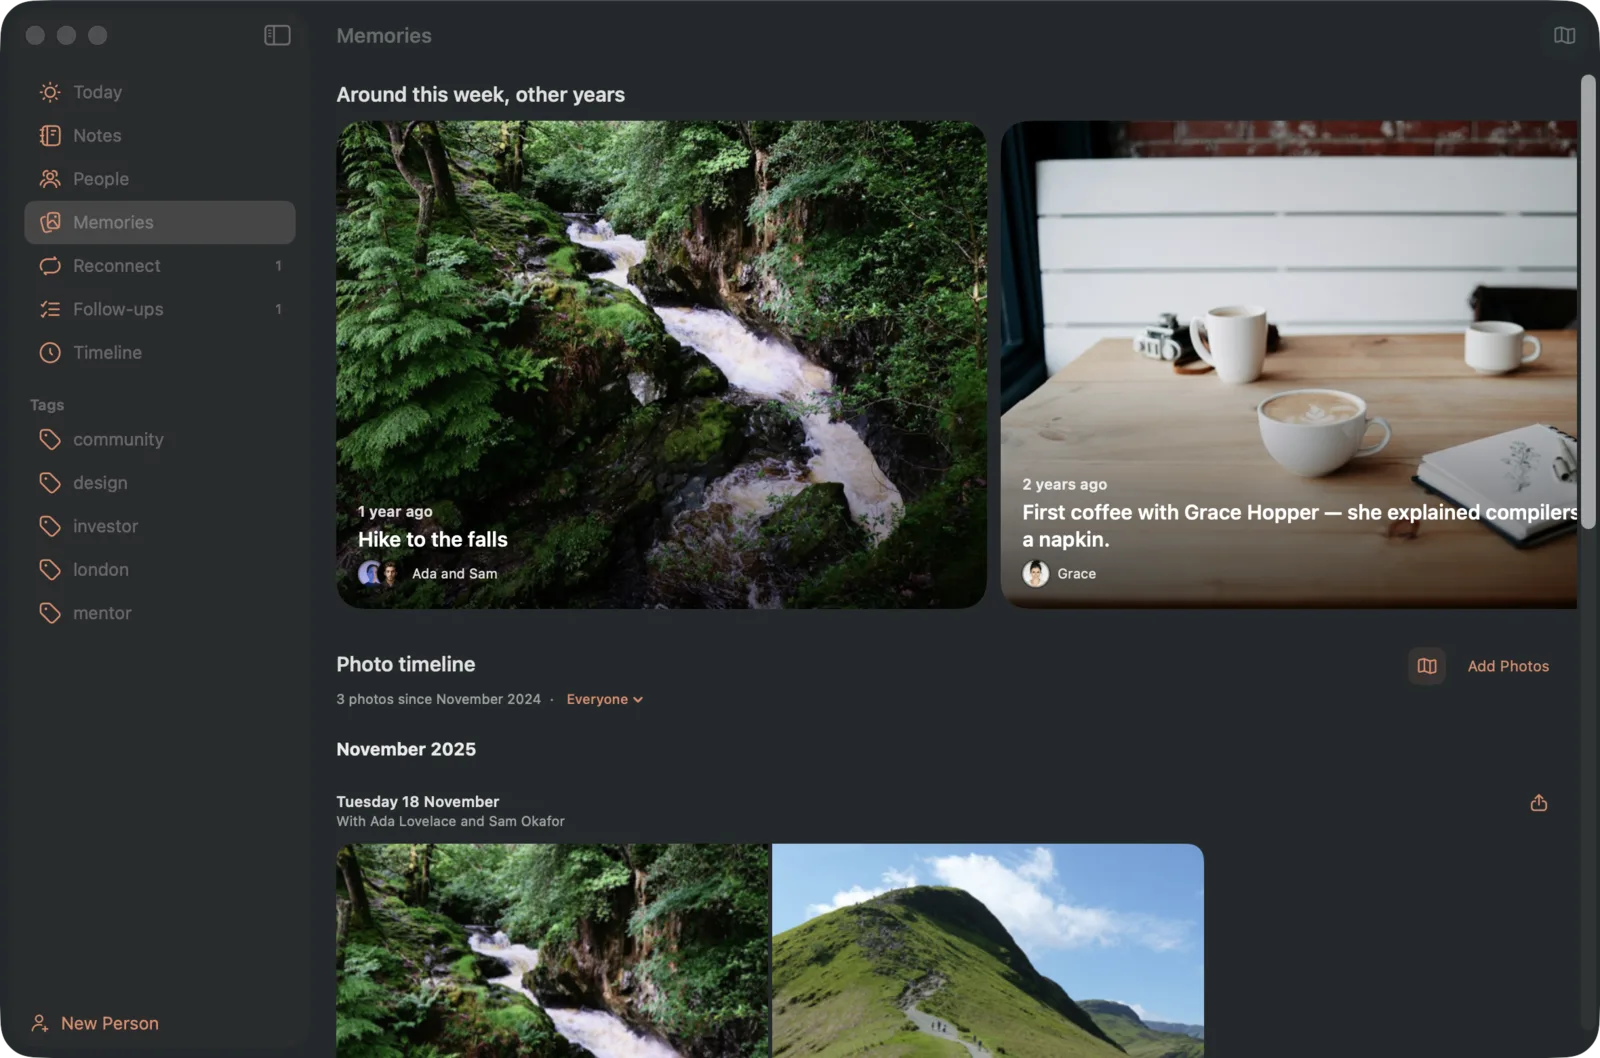 Memories
Today
Notes
People
Memories
Reconnect 1
Follow-ups 1
Timeline
Tags
community
design
investor
london
mentor
New Person
Around this week, other years
1 year ago
Hike to the falls
Ada and Sam
2 years ago
First coffee with Grace Hopper — she explained compilers
a napkin.
Grace
Photo timeline
Add Photos
3 photos since November 2024 · Everyone
November 2025
Tuesday 18 November
With Ada Lovelace and Sam Okafor